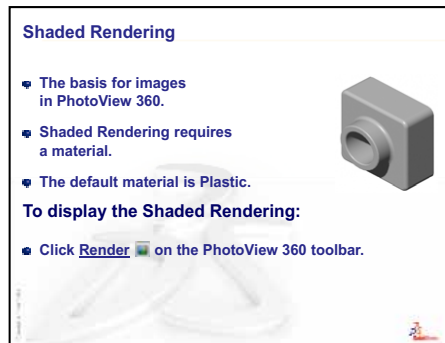 Shaded Rendering
The basis for images
in PhotoView 360.
Shaded Rendering requires
a material.
The default material is Plastic.
To display the Shaded Rendering:
Click Render on the PhotoView 360 toolbar.
SolidWorks